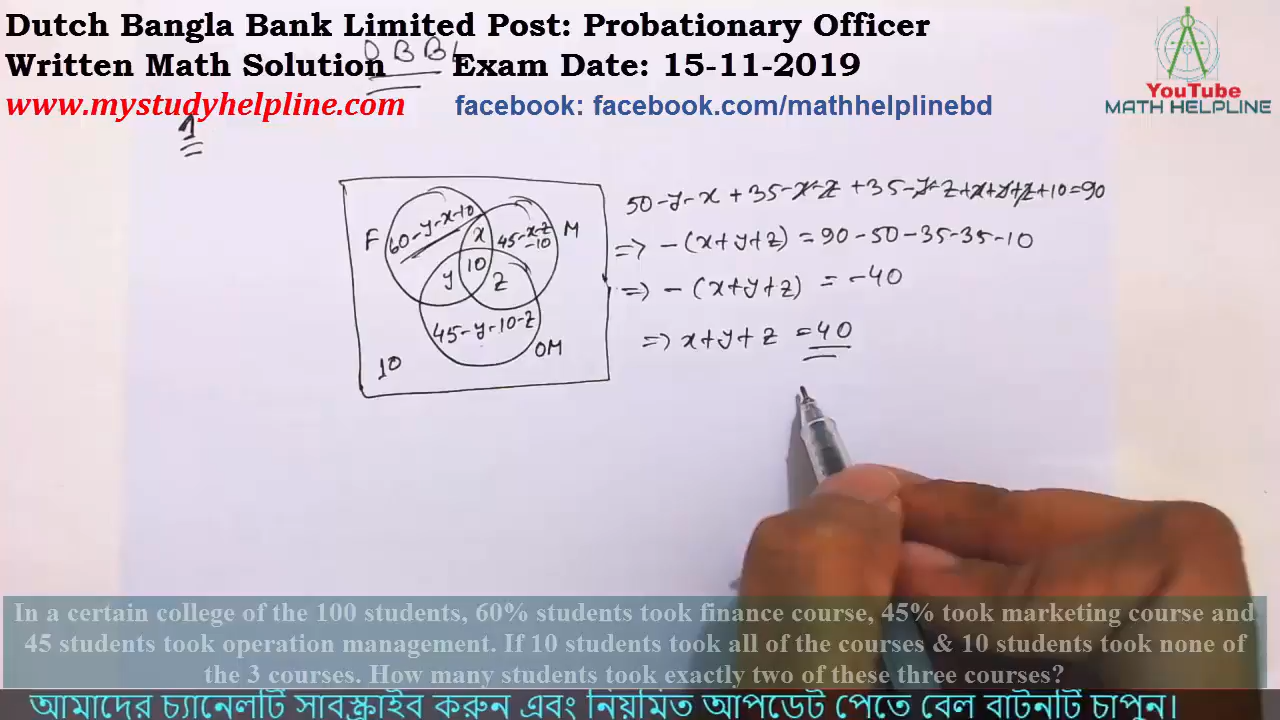 Dutch Bangla Bank Limited Post: Probationary Officer
DBBL
Written Math Solution Exam Date: 15-11-2019
www.mystudyhelpline.com facebook: facebook.com/mathhelplinebd
YouTube
MATH HELPLINE
1
F 60-y-x-10 x 45-x-z-10 M
y 10 z
45-y-10-z
10 OM
50-y-x+35-x-z+35-y-z+x+y+z+10=90
=> -(x+y+z) = 90-50-35-35-10
=> -(x+y+z) = -40
=> x+y+z = 40
In a certain college of the 100 students, 60% students took finance course, 45% took marketing course and
45 students took operation management. If 10 students took all of the courses & 10 students took none of
the 3 courses. How many students took exactly two of these three courses?
আমাদের চ্যানেলটি সাবস্ক্রাইব করুন এবং নিয়মিত আপডেট পেতে বেল বাটনটি চাপুন।